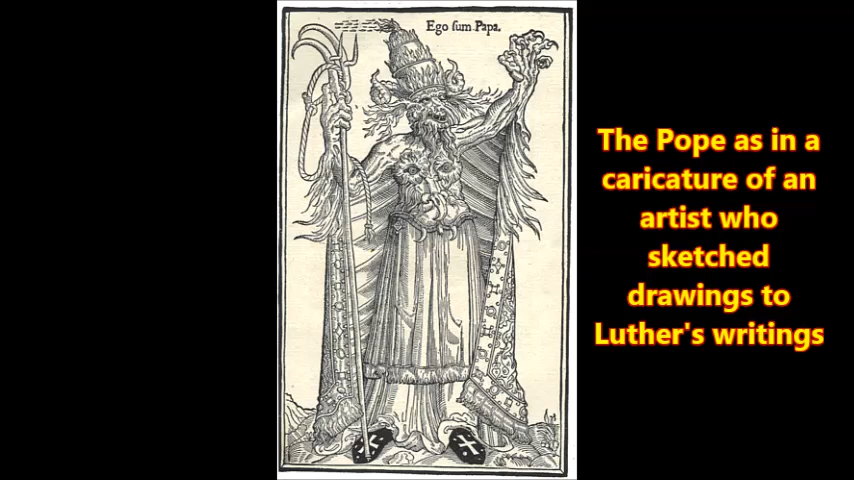 Ego ſum Papa.
The Pope as in a
caricature of an
artist who
sketched
drawings to
Luther's writings